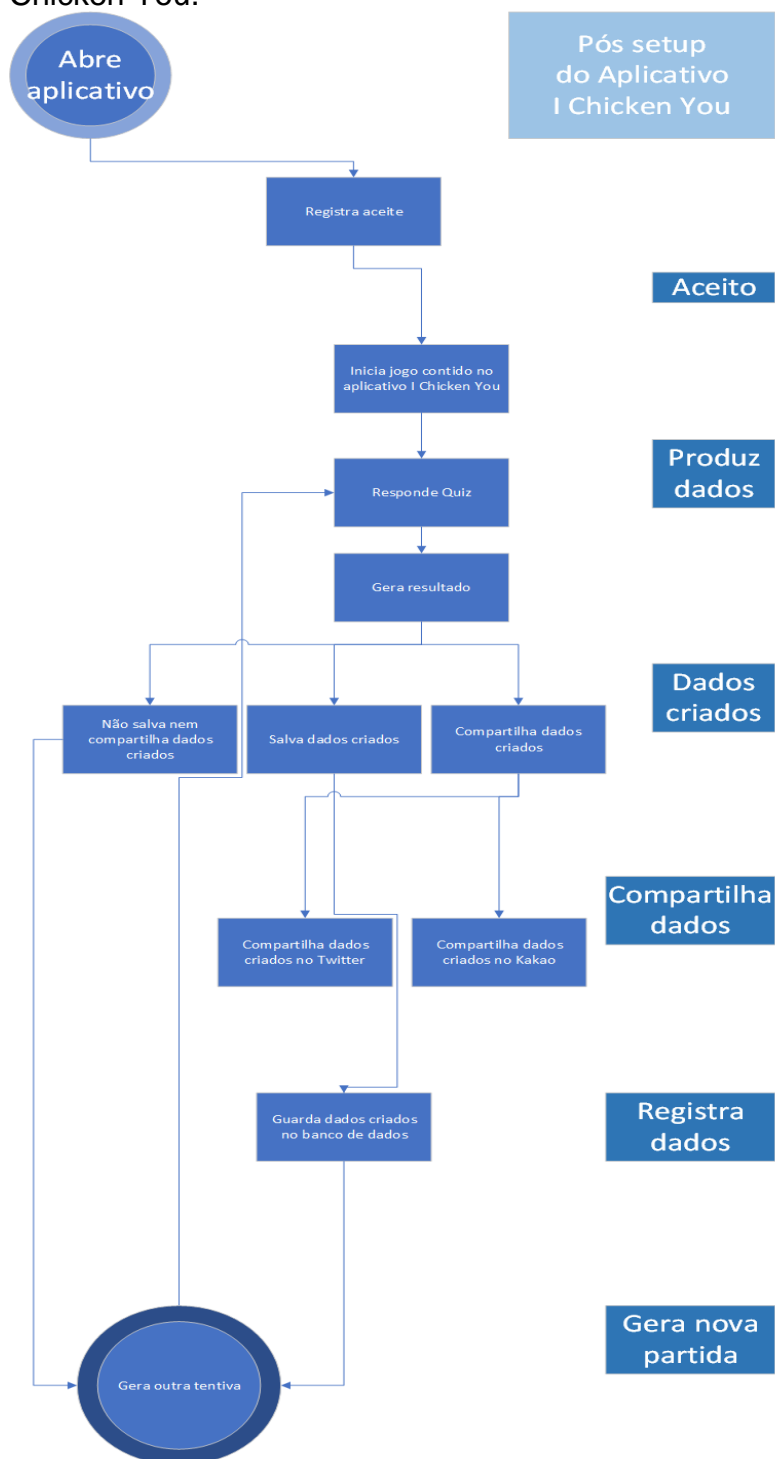 Chicken You.
Abre
aplicativo
Pós setup
do Aplicativo
I Chicken You
Registra aceite
Aceito
Inicia jogo contido no
aplicativo I Chicken You
Produz
dados
Responde Quiz
Gera resultado
Dados
criados
Não salva nem
compartilha dados
criados
Salva dados criados
Compartilha dados
criados
Compartilha
dados
Compartilha dados
criados no Twitter
Compartilha dados
criados no Kakao
Registra
dados
Guarda dados criados
no banco de dados
Gera nova
partida
Gera outra tentiva